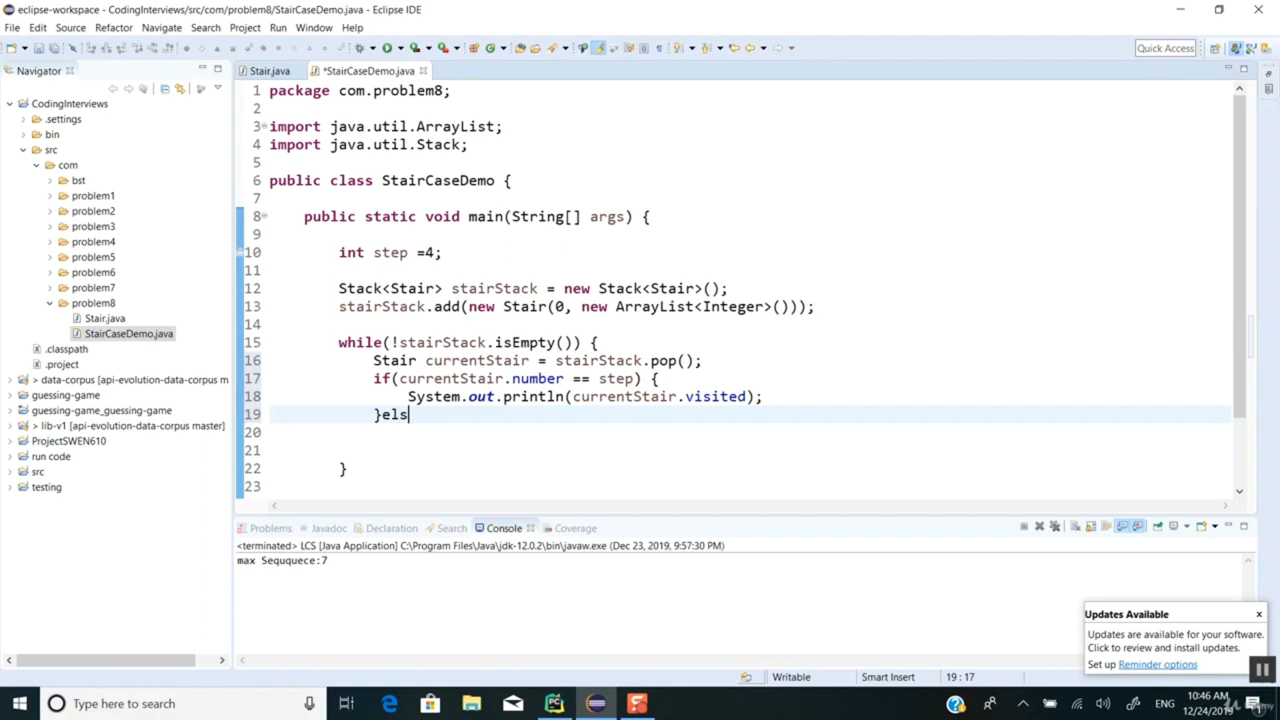 eclipse-workspace - CodingInterviews/src/com/problem8/StairCaseDemo.java - Eclipse IDE
File Edit Source Refactor Navigate Search Project Run Window Help
Quick Access
Navigator
Stair.java
*StairCaseDemo.java
CodingInterviews
.settings
bin
src
com
bst
problem1
problem2
problem3
problem4
problem5
problem6
problem7
problem8
Stair.java
StairCaseDemo.java
.classpath
.project
> data-corpus [api-evolution-data-corpus m
guessing-game
guessing-game_guessing-game
> lib-v1 [api-evolution-data-corpus master]
ProjectSWEN610
run code
src
testing
1 package com.problem8;
2
3 import java.util.ArrayList;
4 import java.util.Stack;
5
6 public class StairCaseDemo {
7
8 public static void main(String[] args) {
9
10 int step =4;
11
12 Stack<Stair> stairStack = new Stack<Stair>();
13 stairStack.add(new Stair(0, new ArrayList<Integer>()));
14
15 while(!stairStack.isEmpty()) {
16 Stair currentStair = stairStack.pop();
17 if(currentStair.number == step) {
18 System.out.println(currentStair.visited);
19 }els
20
21
22 }
23
Problems Javadoc Declaration Search Console Coverage
<terminated> LCS [Java Application] C:\Program Files\Java\jdk-12.0.2\bin\javaw.exe (Dec 23, 2019, 9:57:30 PM)
max Seququece:7
Updates Available
Updates are available for your software.
Click to review and install updates.
Set up Reminder options
Writable Smart Insert 19 : 17
Type here to search
ENG
10:46 AM
12/24/2019